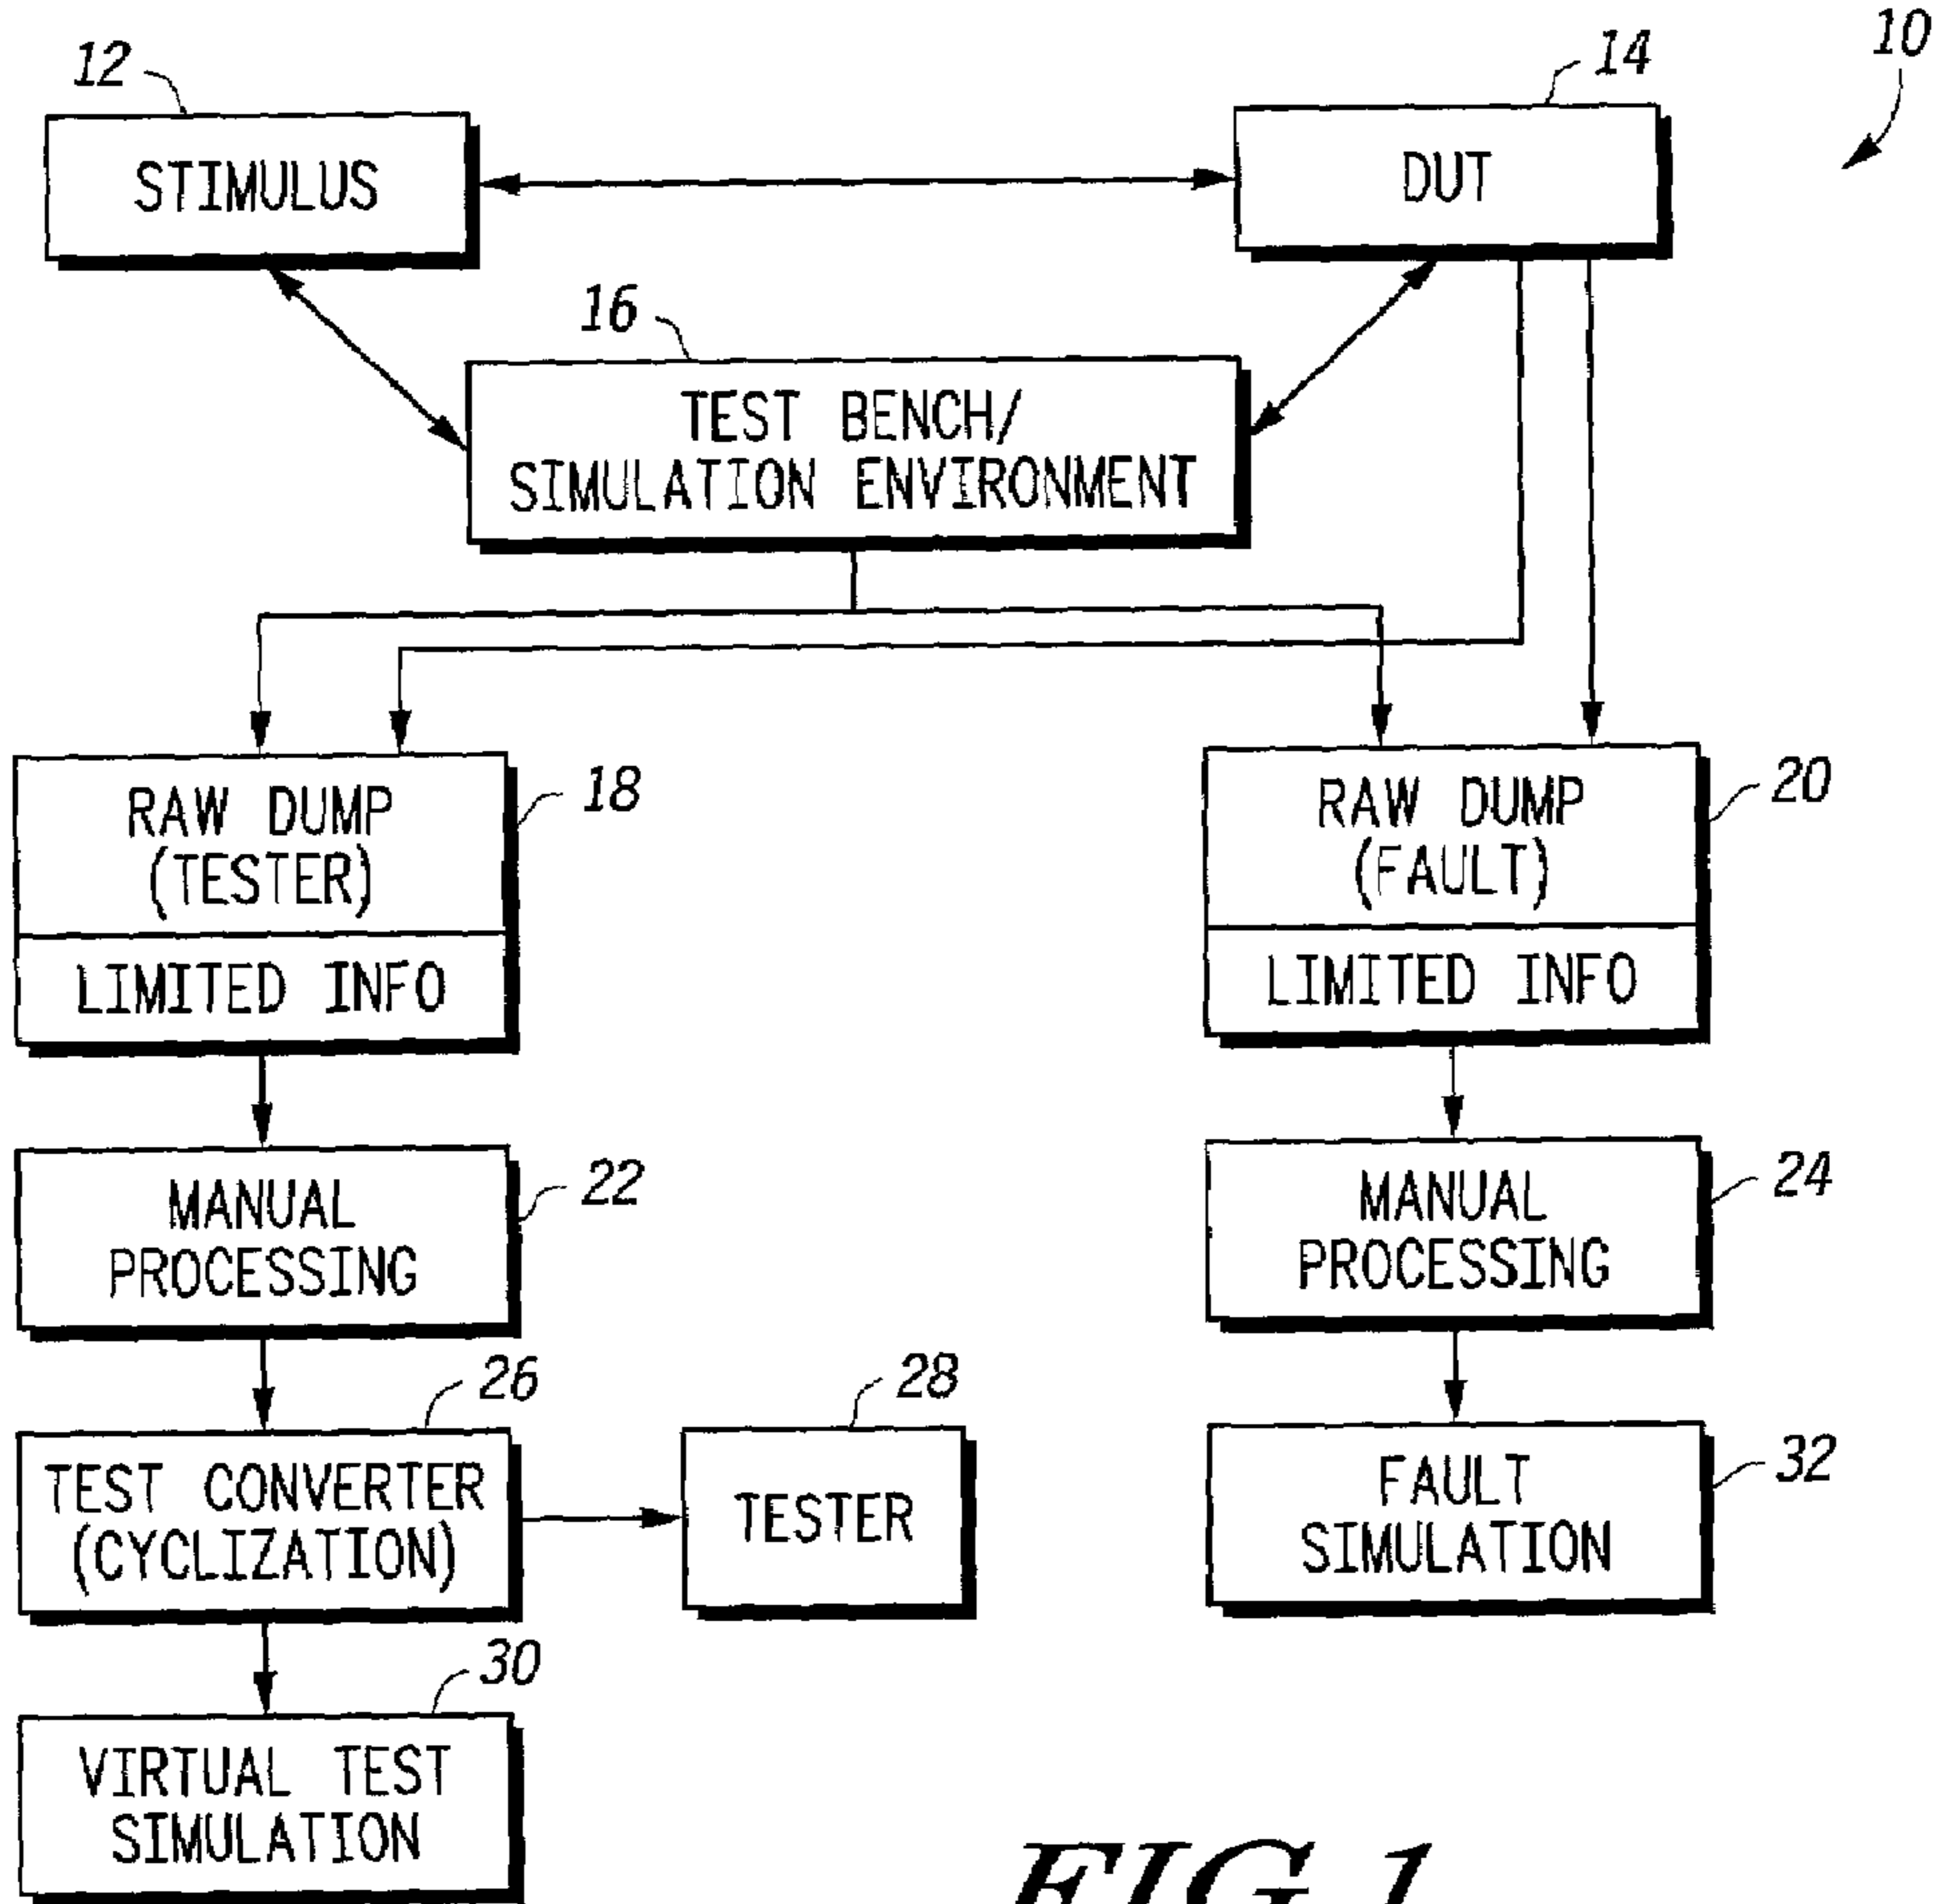 12
14
10
STIMULUS
DUT
16
TEST BENCH/
SIMULATION ENVIRONMENT
RAW DUMP
(TESTER)
LIMITED INFO
18
RAW DUMP
(FAULT)
LIMITED INFO
20
MANUAL
PROCESSING
22
MANUAL
PROCESSING
24
26
28
TEST CONVERTER
(CYCLIZATION)
TESTER
FAULT
SIMULATION
32
30
VIRTUAL TEST
SIMULATION
FIG.1